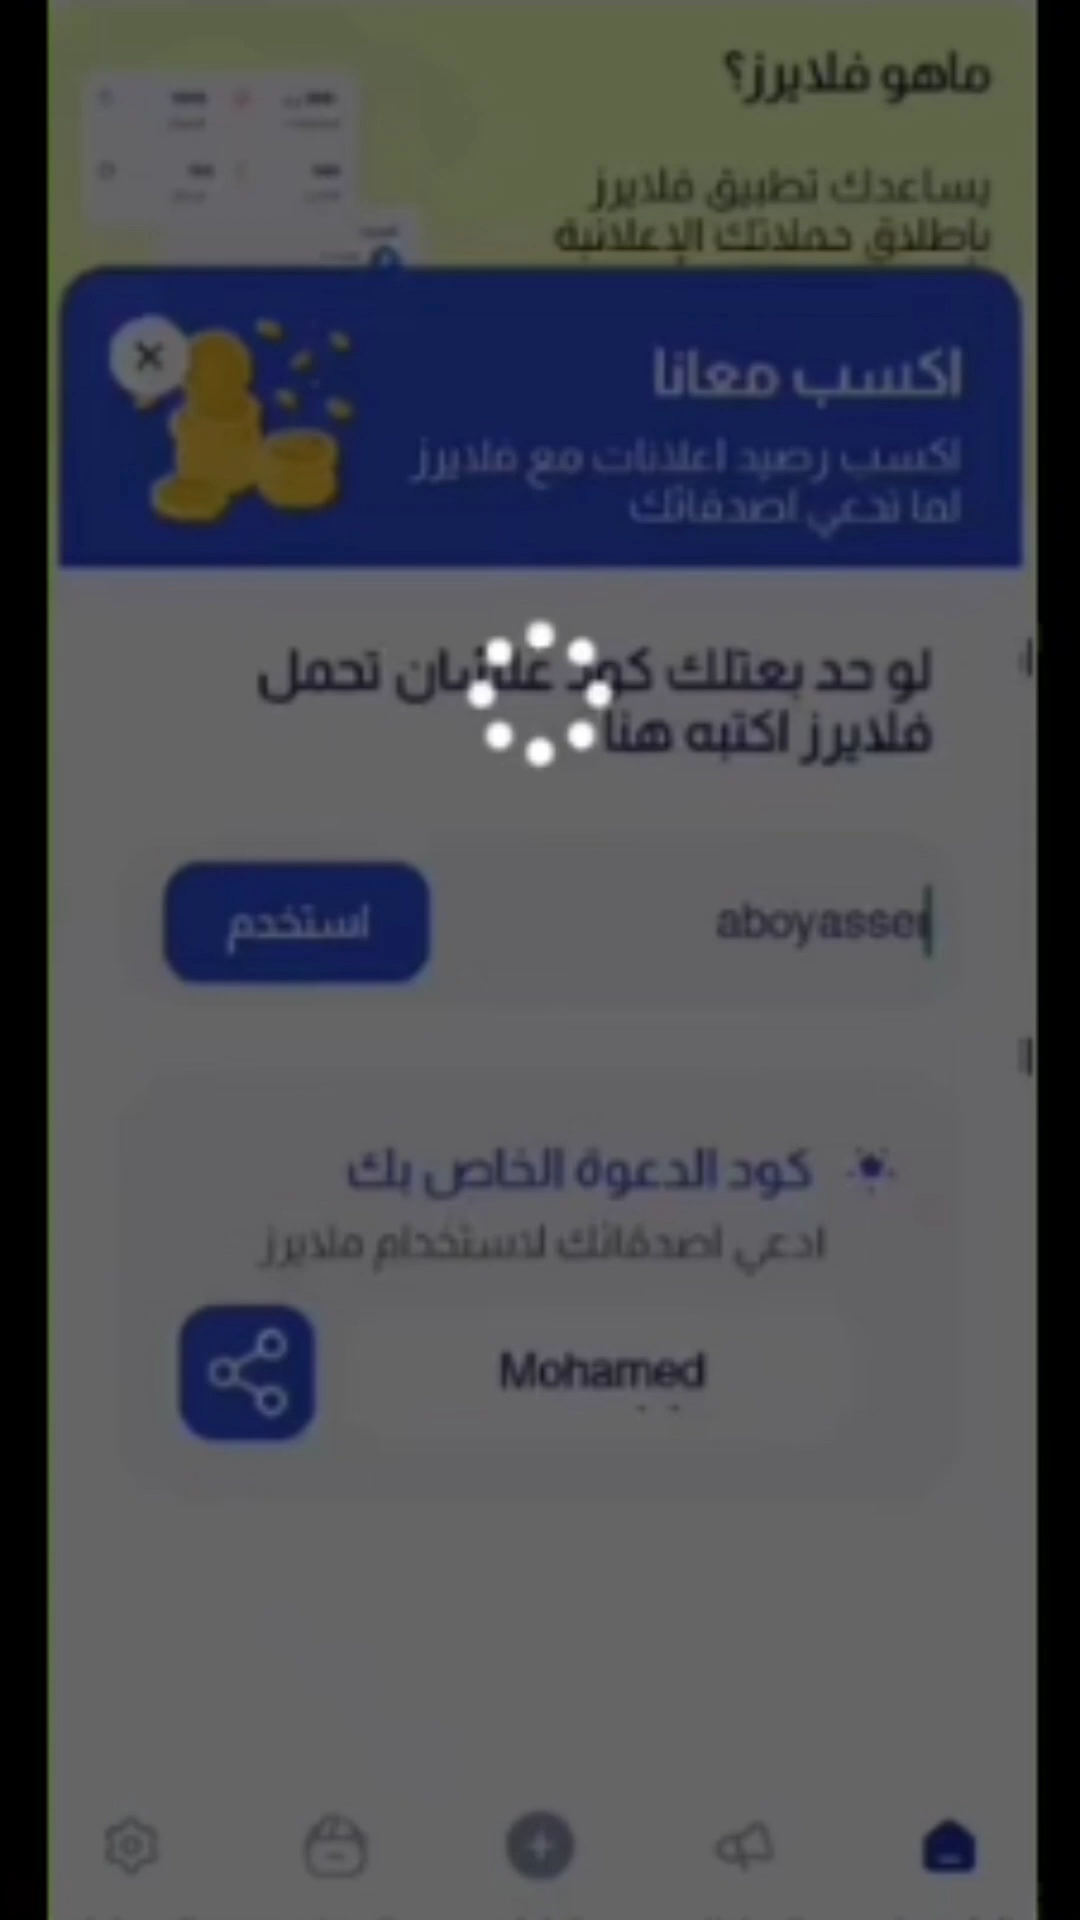 ماهو فلايرز؟
يساعدك تطبيق فلايرز
بإطلاق حملاتك الإعلانية
اكسب معانا
اكسب رصيد اعلانات مع فلايرز
لما تدعي اصدقائك
لو حد بعتلك كود علشان تحمل
فلايرز اكتبه هنا
aboyasser
استخدم
كود الدعوة الخاص بك
ادعي اصدقائك لاستخدام فلايرز
Mohamed